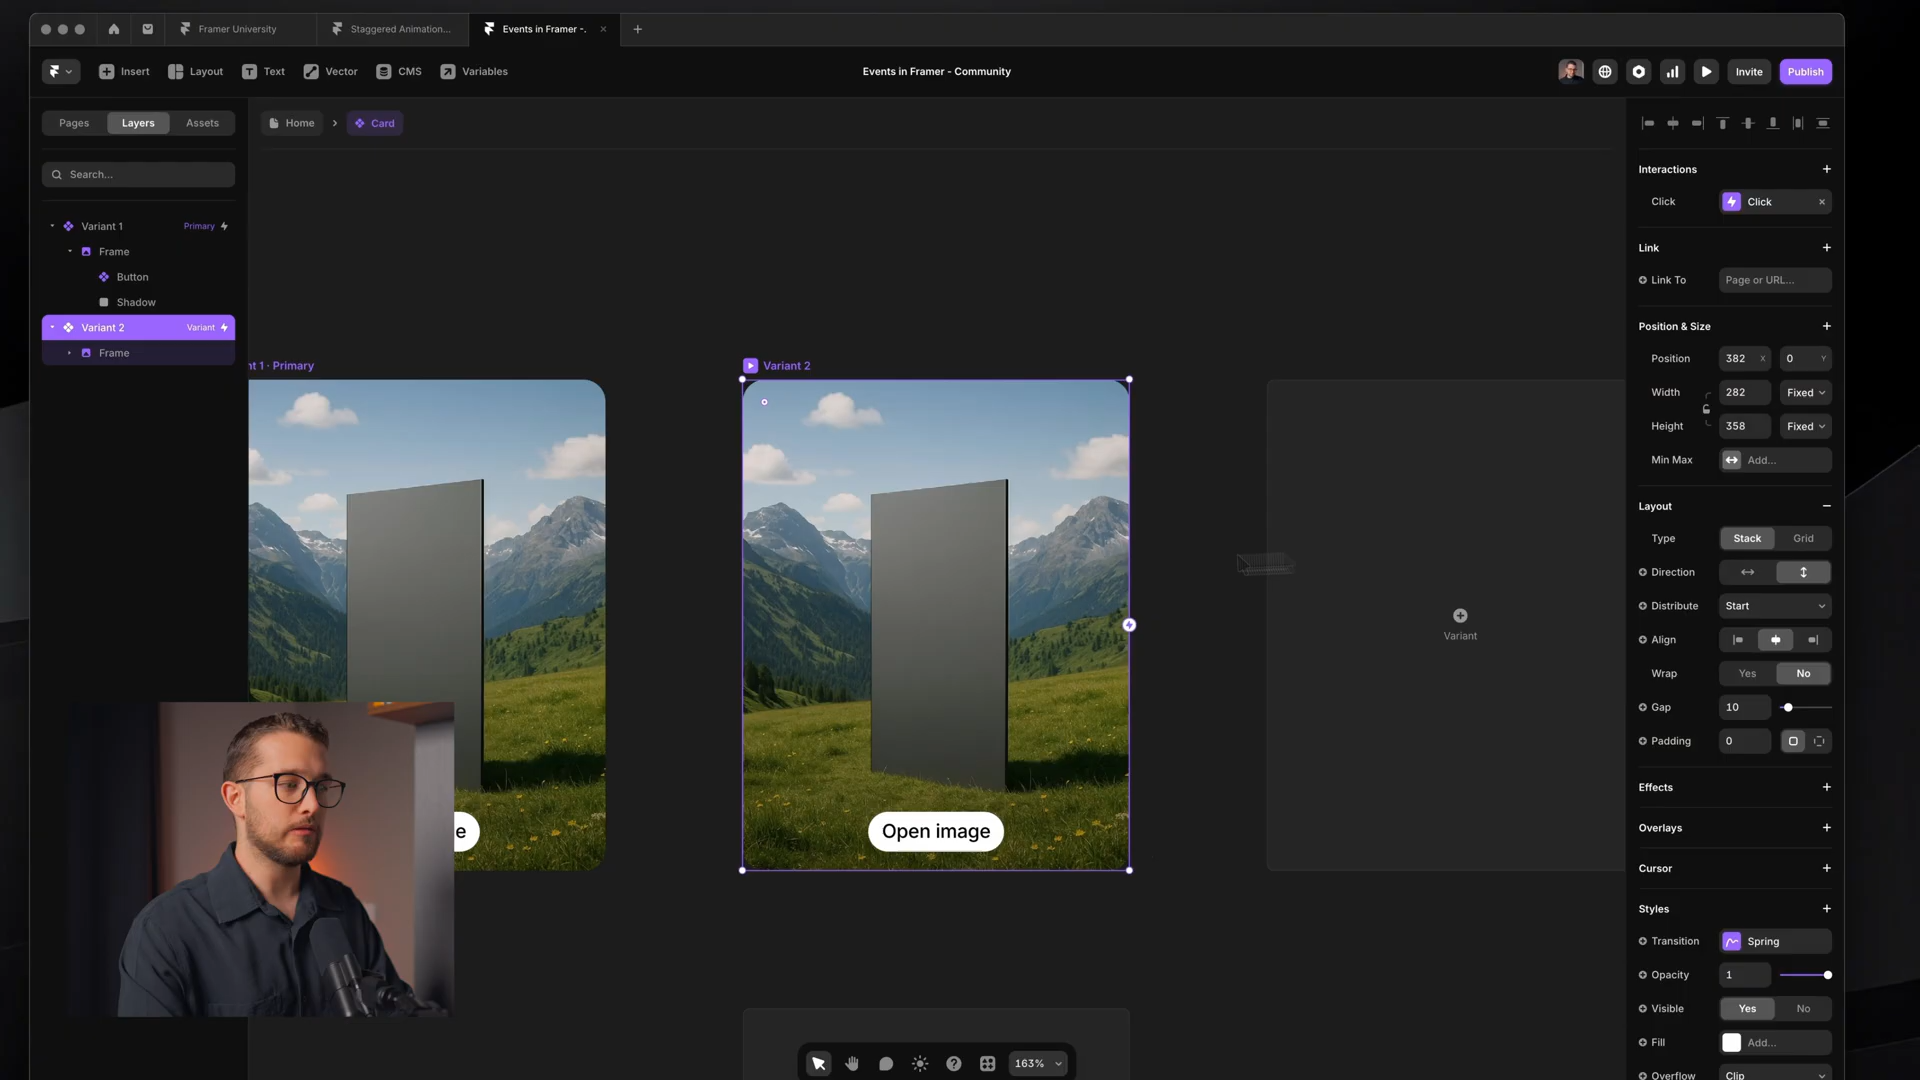 Framer University
Staggered Animation...
Events in Framer -.
Insert
Layout
Text
Vector
CMS
Variables
Events in Framer - Community
Invite
Publish
Pages
Layers
Assets
Home
Card
Search...
Variant 1
Primary
Frame
Button
Shadow
Variant 2
Variant
Frame
nt 1 · Primary
Variant 2
e
Open image
Variant
163%
Interactions
Click
Click
Link
Link To
Page or URL...
Position & Size
Position
382
X
0
Y
Width
282
Fixed
Height
358
Fixed
Min Max
Add...
Layout
Type
Stack
Grid
Direction
Distribute
Start
Align
Wrap
Yes
No
Gap
10
Padding
0
Effects
Overlays
Cursor
Styles
Transition
Spring
Opacity
1
Visible
Yes
No
Fill
Add...
Overflow
Clip